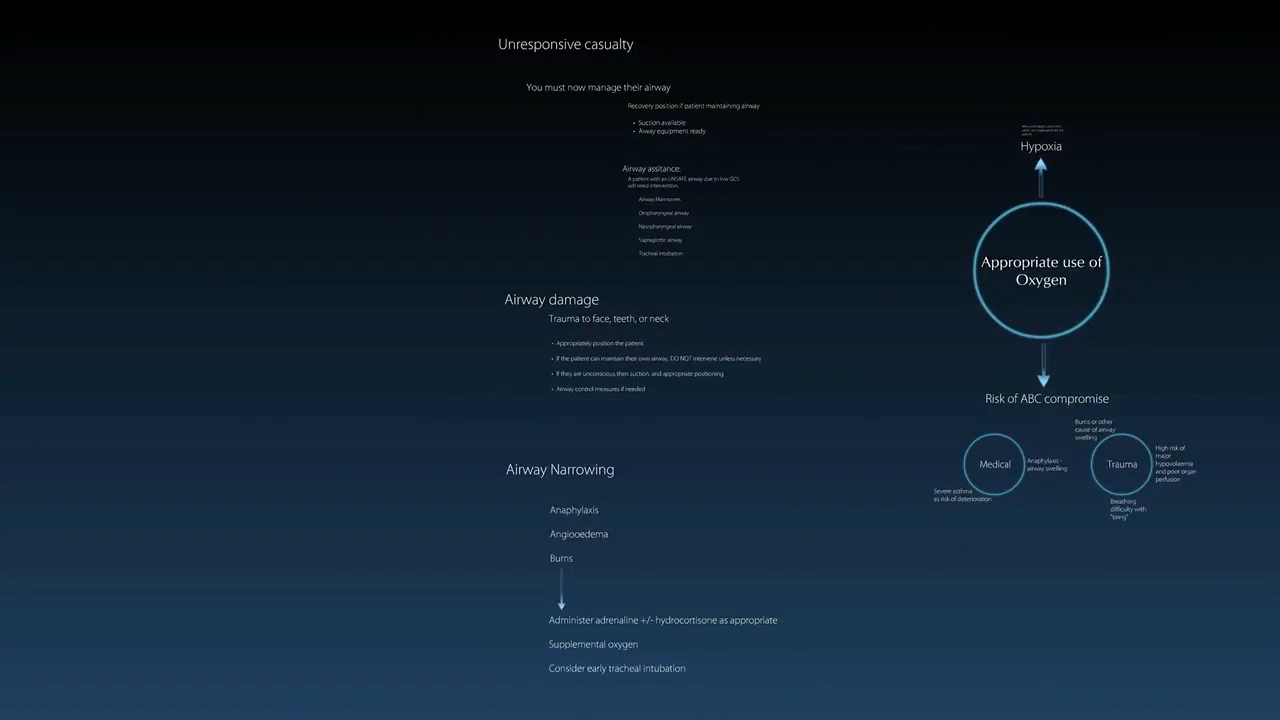 Unresponsive casualty
You must now manage their airway
Recovery position if patient maintaining airway
• Suction available
• Aiway equipment ready
Airway assitance:
A patient with an UNSAFE airway due to low GCS
will need intervention.
Airway Manouvres
Oropharyngeal airway
Nasopharyngeal airway
Supraglottic airway
Tracheal Intubation
Airway damage
Trauma to face, teeth, or neck
• Appropriately position the patient
• If the patient can maintain their own airway, DO NOT intervene unless necessary
• If they are unconscious then suction, and appropriate positioning
• Airway control measures if needed
Airway Narrowing
Anaphylaxis
Angiooedema
Burns
Administer adrenaline +/- hydrocortisone as appropriate
Supplemental oxygen
Consider early tracheal intubation
Hypoxia
Appropriate use of
Oxygen
Risk of ABC compromise
Medical
Anaphylaxis -
airway swelling
Severe asthma
as risk of deterioration
Burns or other
cause of airway
swelling
Trauma
High risk of
major
hypovolaemia
and poor organ
perfusion
Breathing
difficulty with
"tiring"